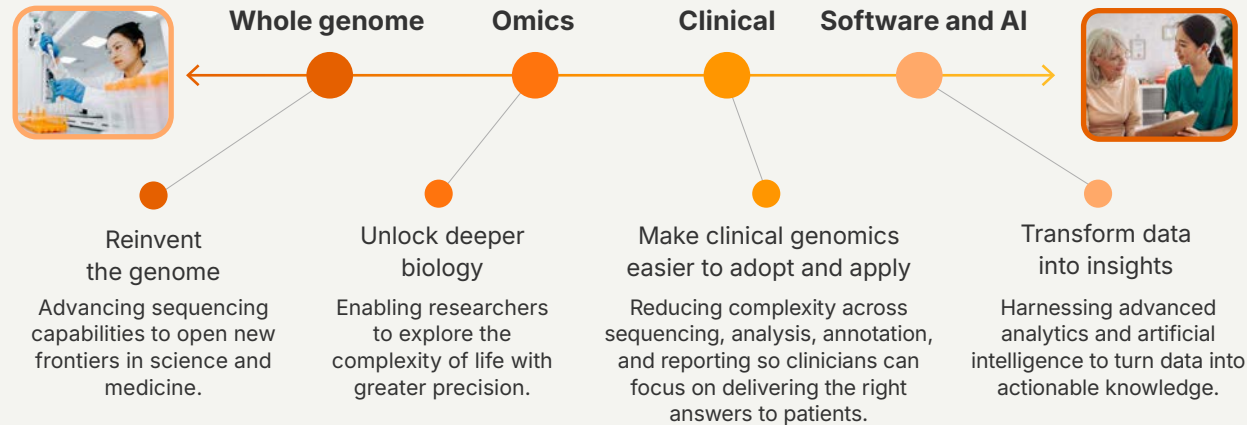 Whole genome
Omics
Clinical
Software and AI
Reinvent
the genome
Advancing sequencing
capabilities to open new
frontiers in science and
medicine.
Unlock deeper
biology
Enabling researchers
to explore the
complexity of life with
greater precision.
Make clinical genomics
easier to adopt and apply
Reducing complexity across
sequencing, analysis, annotation,
and reporting so clinicians can
focus on delivering the right
answers to patients.
Transform data
into insights
Harnessing advanced
analytics and artificial
intelligence to turn data into
actionable knowledge.